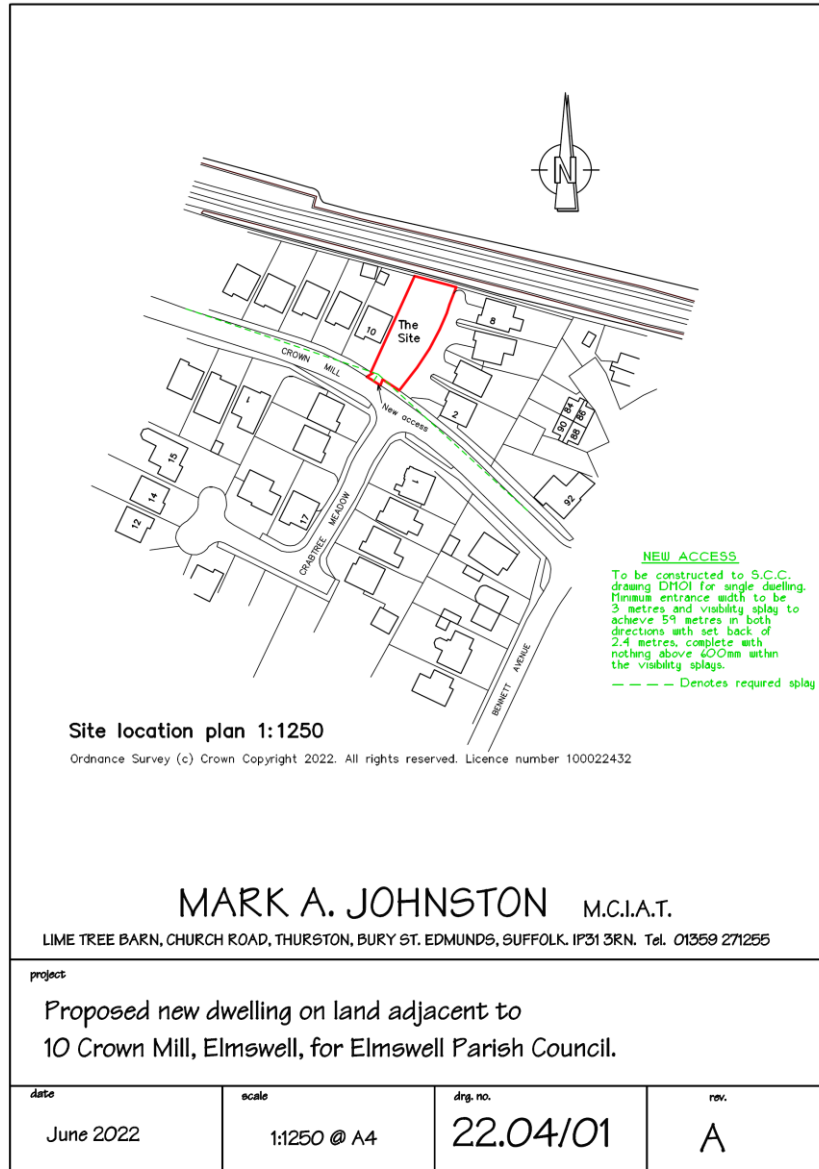 8
10
The
Site
CROWN MILL
New access
2
84
86
90
88
1
15
14
12
17
1
92
CRABTREE MEADOW
BENNETT AVENUE
N
NEW ACCESS
To be constructed to S.C.C.
drawing DM01 for single dwelling.
Minimum entrance width to be
3 metres and visibility splay to
achieve 59 metres in both
directions with set back of
2.4 metres, complete with
nothing above 600mm within
the visibility splays.
Denotes required splay
Site location plan 1:1250
Ordnance Survey (c) Crown Copyright 2022. All rights reserved. Licence number 100022432
MARK A. JOHNSTON M.C.I.A.T.
LIME TREE BARN, CHURCH ROAD, THURSTON, BURY ST. EDMUNDS, SUFFOLK. IP31 3RN. Tel. 01359 271255
project
Proposed new dwelling on land adjacent to
10 Crown Mill, Elmswell, for Elmswell Parish Council.
date
June 2022
scale
1:1250 @ A4
drg. no.
22.04/01
rev.
A